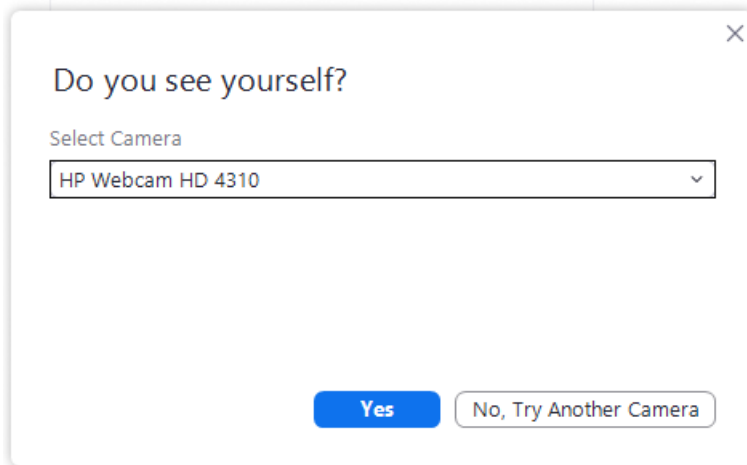 Do you see yourself?
Select Camera
HP Webcam HD 4310
Yes
No, Try Another Camera